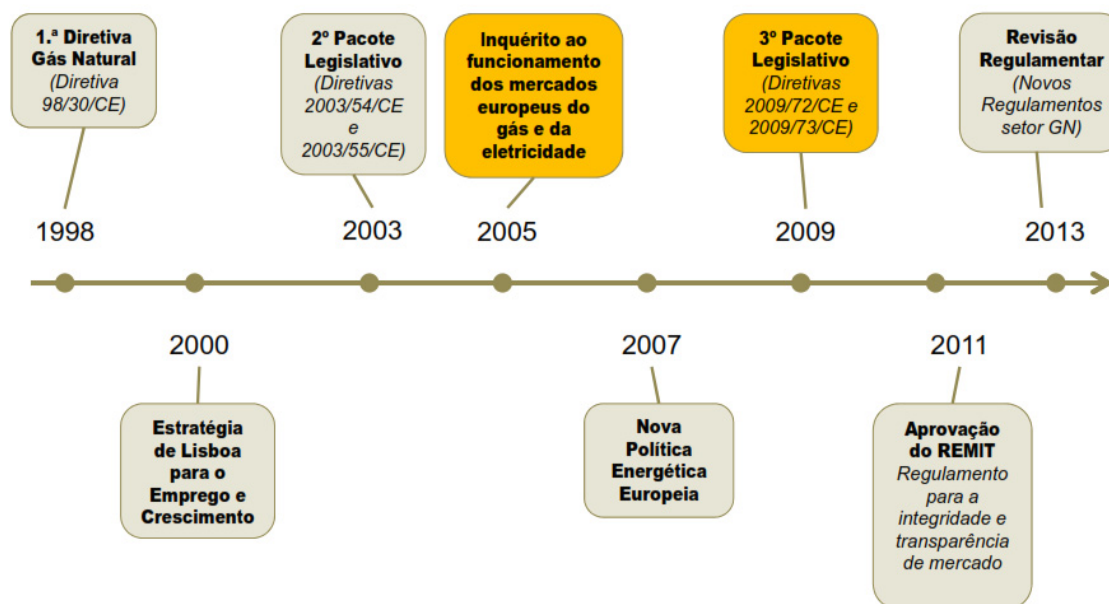 1.ª Diretiva
Gás Natural
(Diretiva
98/30/CE)
2º Pacote
Legislativo
(Diretivas
2003/54/CE
e
2003/55/CE)
Inquérito ao
funcionamento
dos mercados
europeus do
gás e da
eletricidade
3º Pacote
Legislativo
(Diretivas
2009/72/CE e
2009/73/CE)
Revisão
Regulamentar
(Novos
Regulamentos
setor GN)
1998
2003
2005
2009
2013
2000
2007
2011
Estratégia
de Lisboa
para o
Emprego e
Crescimento
Nova
Política
Energética
Europeia
Aprovação
do REMIT
Regulamento
para a
integridade e
transparência
de mercado